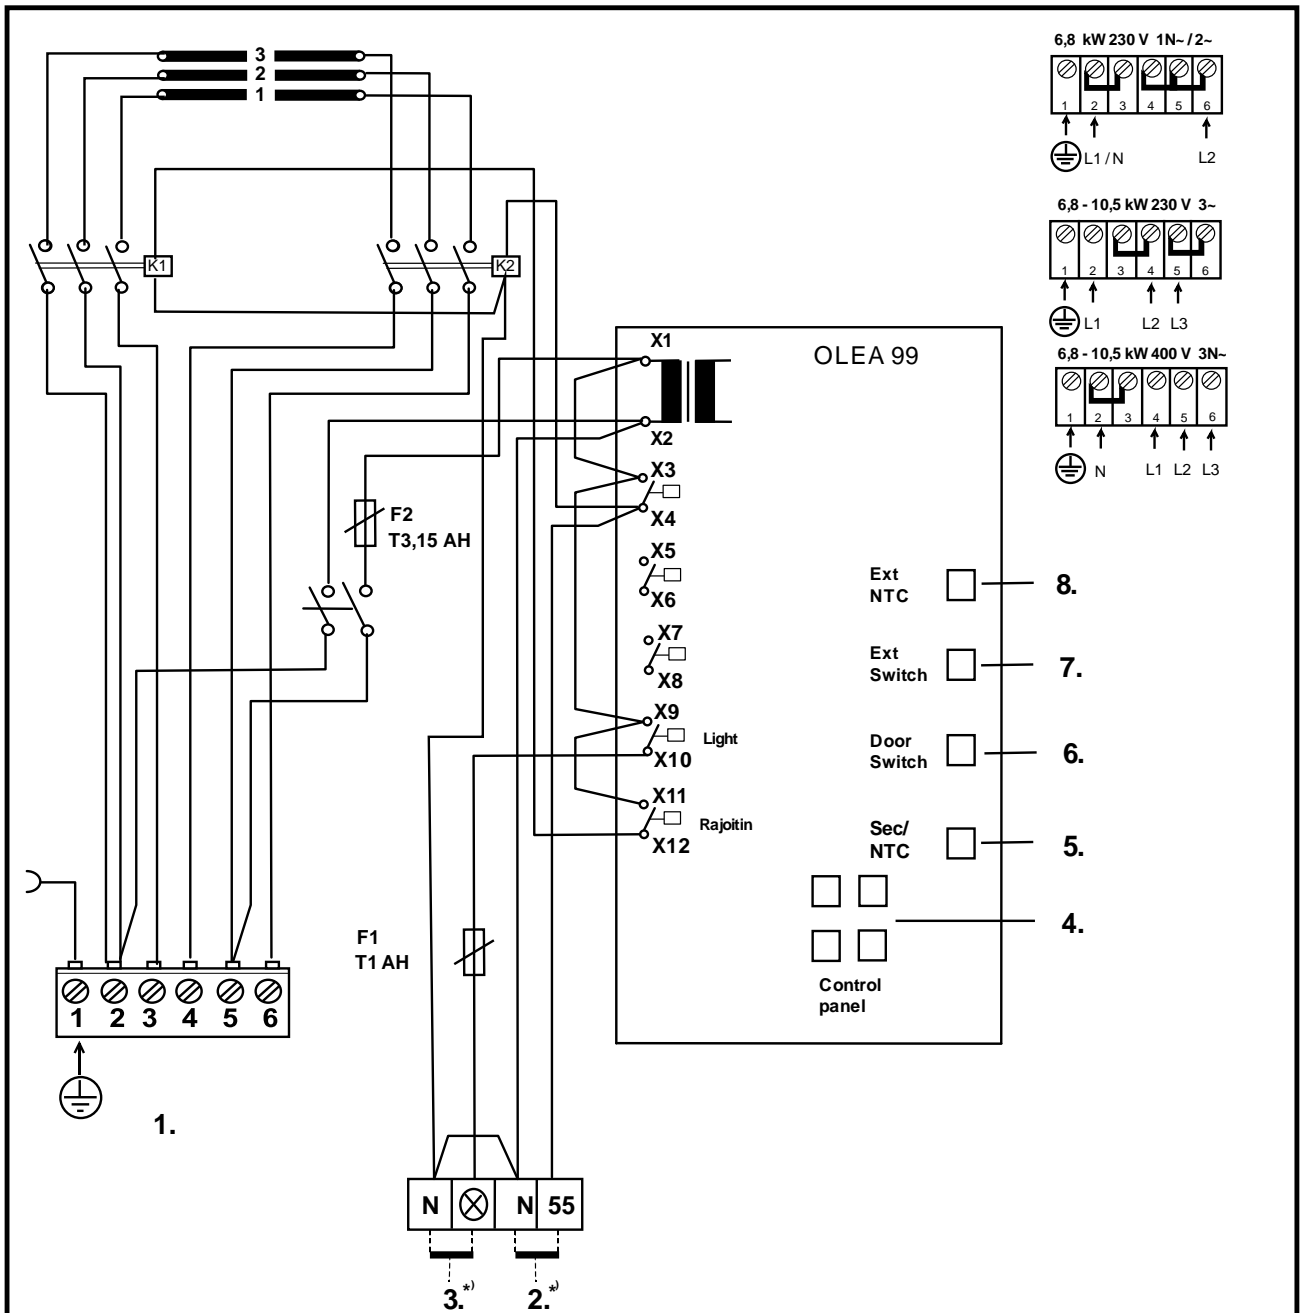 3
2
1
K1
K2
6,8 kW 230 V 1N~ / 2~
1 2 3 4 5 6
L1 / N L2
6,8 - 10,5 kW 230 V 3~
1 2 3 4 5 6
L1 L2 L3
6,8 - 10,5 kW 400 V 3N~
1 2 3 4 5 6
N L1 L2 L3
OLEA 99
X1
X2
X3
X4
X5
X6
X7
X8
X9
Light
X10
X11
Rajoitin
X12
F2
T3,15 AH
F1
T1 AH
Ext
NTC
8.
Ext
Switch
7.
Door
Switch
6.
Sec/
NTC
5.
4.
Control
panel
1 2 3 4 5 6
1.
N N 55
3.*) 2.*)